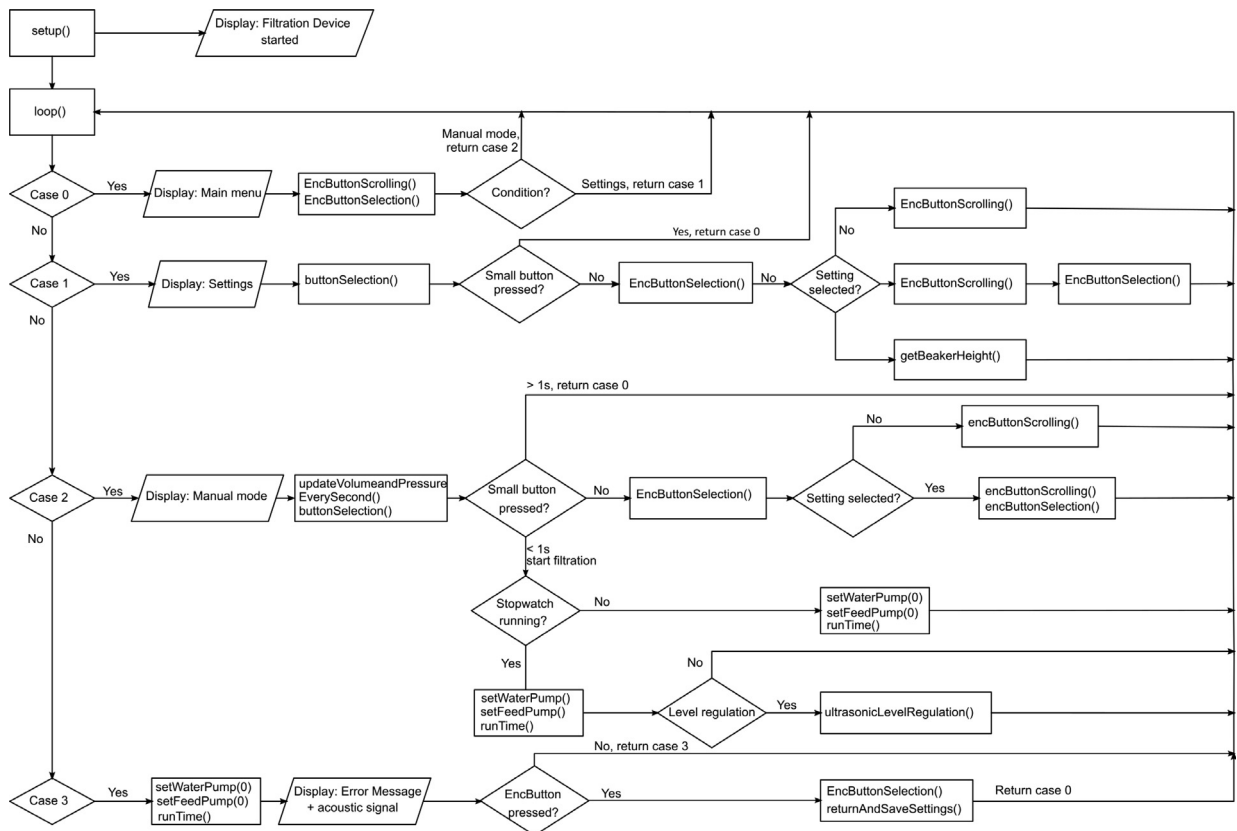 setup()
Display: Filtration Device
started
loop()
Manual mode,
return case 2
Case 0
Yes
Display: Main menu
EncButtonScrolling()
EncButtonSelection()
Condition?
Settings, return case 1
No
Yes, return case 0
EncButtonScrolling()
No
Case 1
Yes
Display: Settings
buttonSelection()
Small button
pressed?
No
EncButtonSelection()
No
Setting
selected?
EncButtonScrolling()
EncButtonSelection()
No
getBeakerHeight()
> 1s, return case 0
No
encButtonScrolling()
Case 2
Yes
Display: Manual mode
updateVolumeandPressure
EverySecond()
buttonSelection()
Small button
pressed?
No
EncButtonSelection()
Setting selected?
Yes
encButtonScrolling()
encButtonSelection()
No
< 1s
start filtration
Stopwatch
running?
No
setWaterPump(0)
setFeedPump(0)
runTime()
Yes
No
setWaterPump()
setFeedPump()
runTime()
Level regulation
Yes
ultrasonicLevelRegulation()
No, return case 3
Case 3
Yes
setWaterPump(0)
setFeedPump(0)
runTime()
Display: Error Message
+ acoustic signal
EncButton
pressed?
Yes
EncButtonSelection()
returnAndSaveSettings()
Return case 0